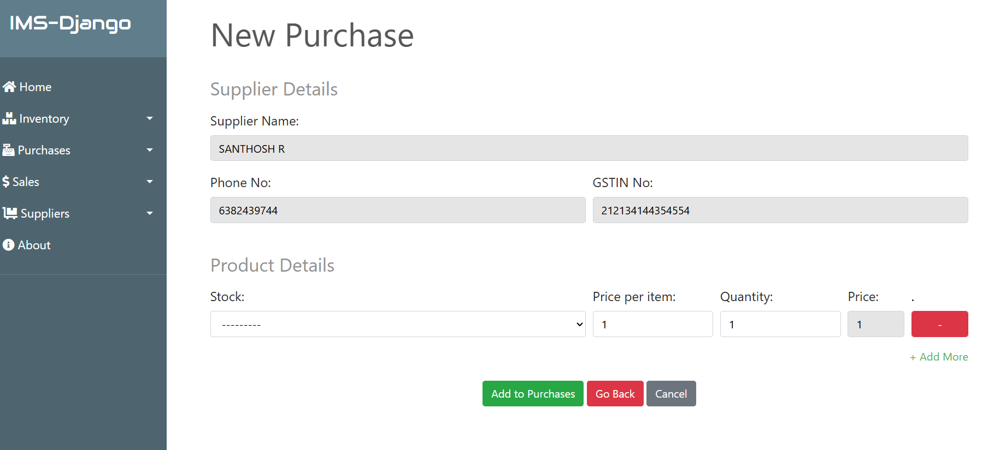 IMS-Django
Home
Inventory
Purchases
Sales
Suppliers
About
New Purchase
Supplier Details
Supplier Name:
SANTHOSH R
Phone No: GSTIN No:
6382439744 212134144354554
Product Details
Stock: Price per item: Quantity: Price: .
--------- 1 1 1 -
+ Add More
Add to Purchases Go Back Cancel